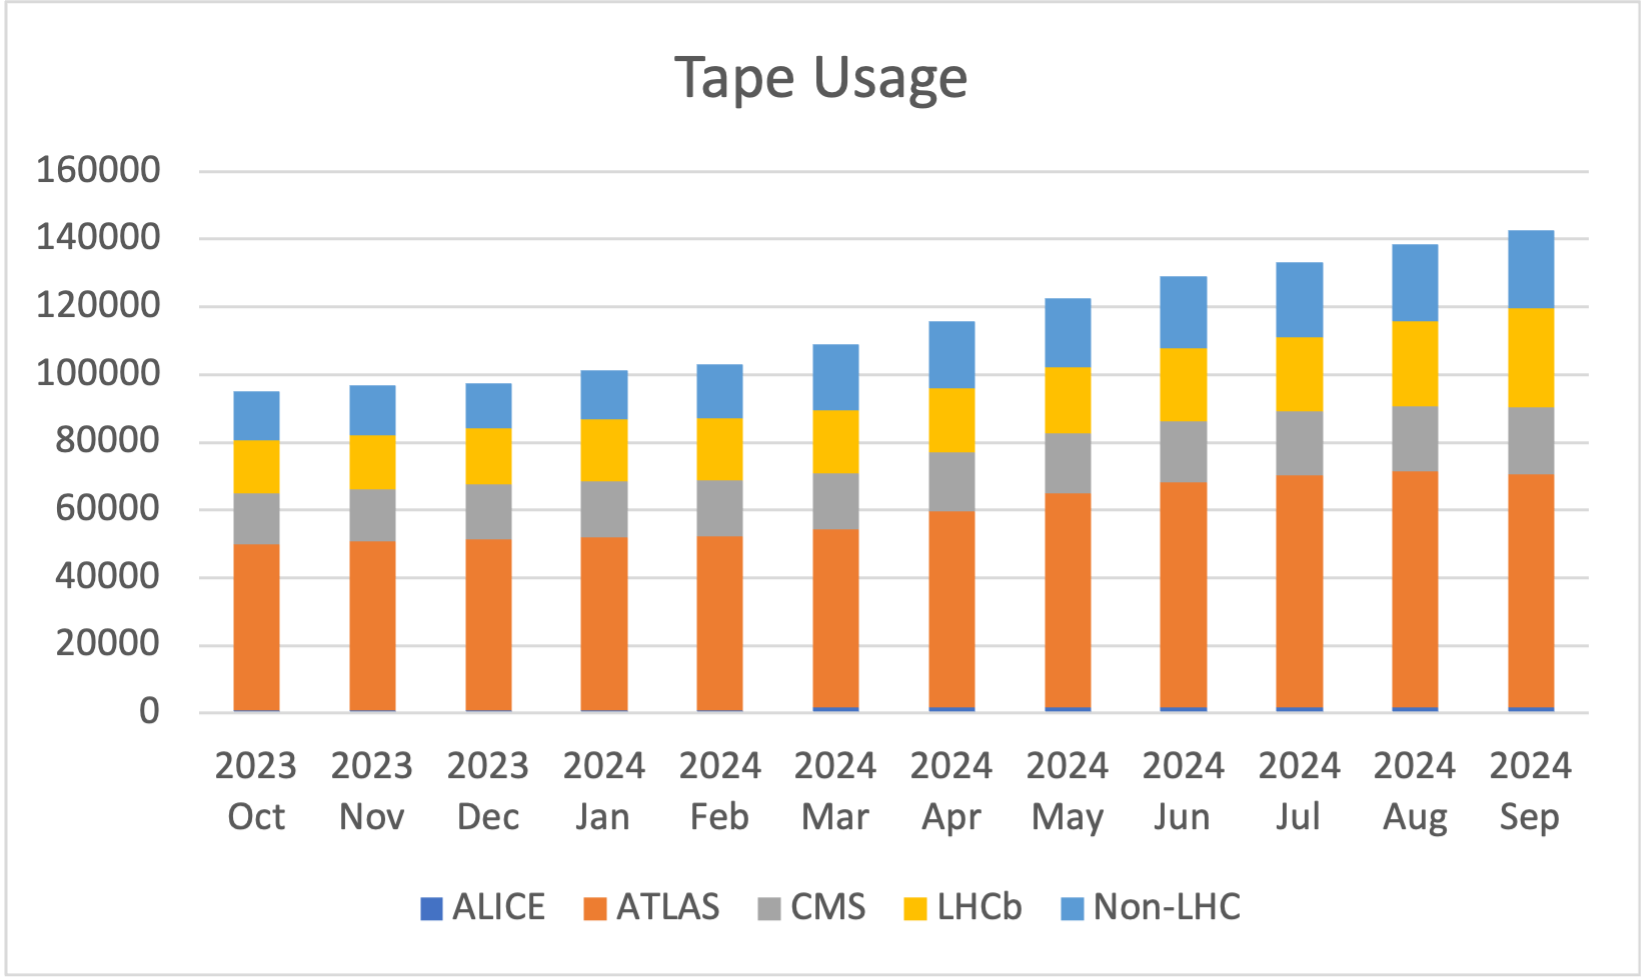 Tape Usage
160000
140000
120000
100000
80000
60000
40000
20000
0
2023 2023 2023 2024 2024 2024 2024 2024 2024 2024 2024 2024
Oct Nov Dec Jan Feb Mar Apr May Jun Jul Aug Sep
ALICE ATLAS CMS LHCb Non-LHC